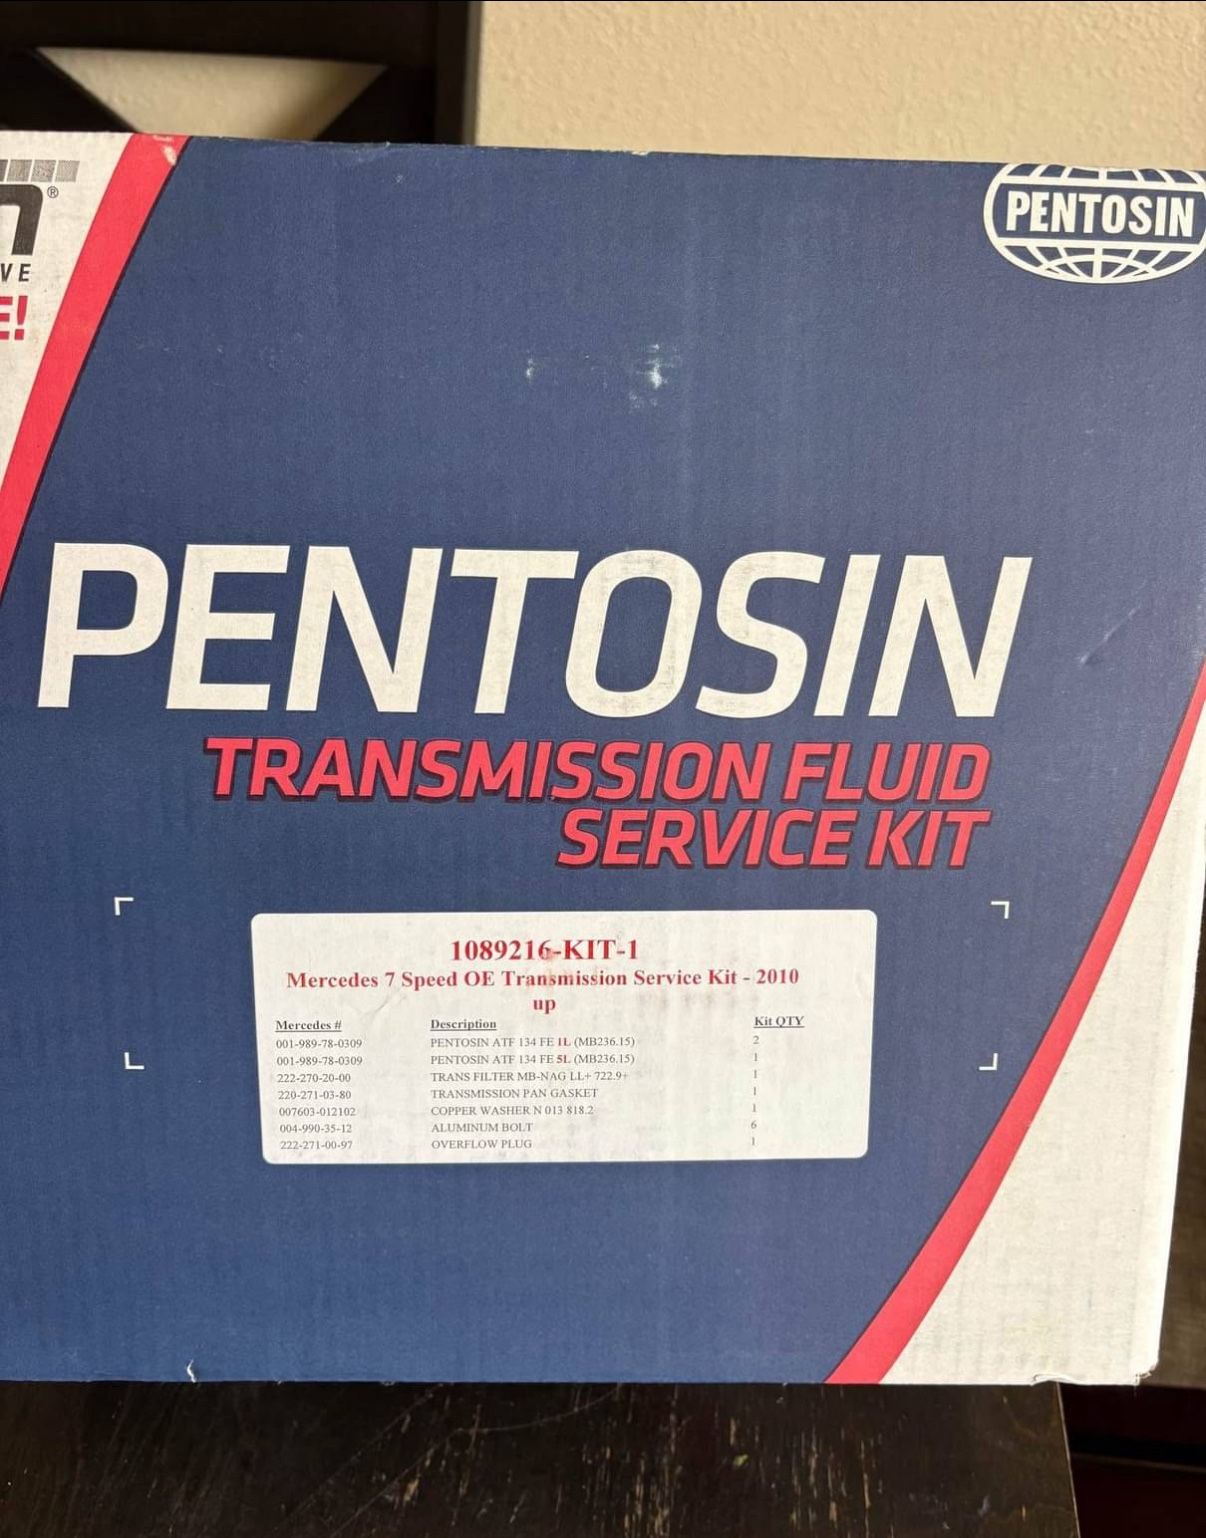 ®
VE
E!
PENTOSIN
PENTOSIN
TRANSMISSION FLUID
SERVICE KIT
1089216-KIT-1
Mercedes 7 Speed OE Transmission Service Kit - 2010
up
Mercedes # Description Kit QTY
001-989-78-0309 PENTOSIN ATF 134 FE 1L (MB236.15) 2
001-989-78-0309 PENTOSIN ATF 134 FE 5L (MB236.15) 1
222-270-20-00 TRANS FILTER MB-NAG LL+ 722.9+ 1
220-271-03-80 TRANSMISSION PAN GASKET 1
007603-012102 COPPER WASHER N 013 818.2 1
004-990-35-12 ALUMINUM BOLT 6
222-271-00-97 OVERFLOW PLUG 1